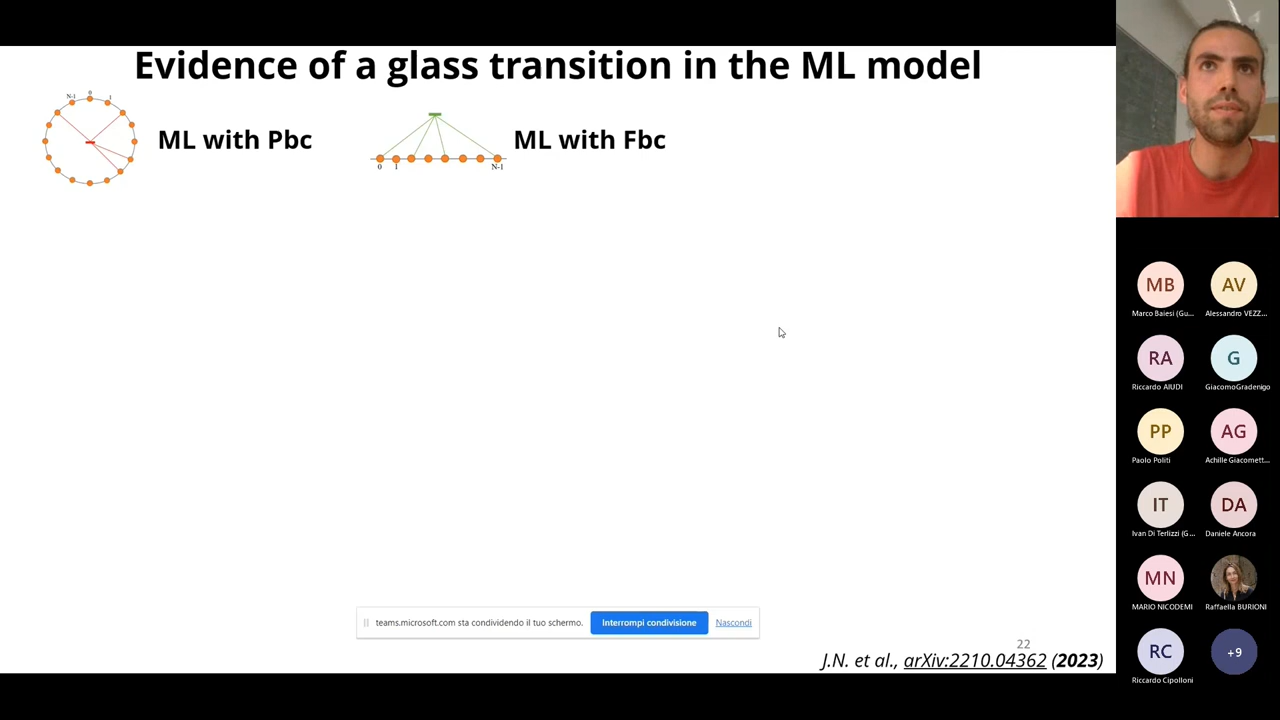 Evidence of a glass transition in the ML model
N-1
0
1
ML with Pbc
0
1
N-1
ML with Fbc
teams.microsoft.com sta condividendo il tuo schermo.
Interrompi condivisione
Nascondi
22
J.N. et al., arXiv:2210.04362 (2023)
MB
AV
Marco Baiesi (Gu...
Alessandro VEZZ...
RA
G
Riccardo AIUDI
GiacomoGradenigo
PP
AG
Paolo Politi
Achille Giacomett...
IT
DA
Ivan Di Terlizzi (G...
Daniele Ancora
MN
MARIO NICODEMI
Raffaella BURIONI
RC
+9
Riccardo Cipolloni